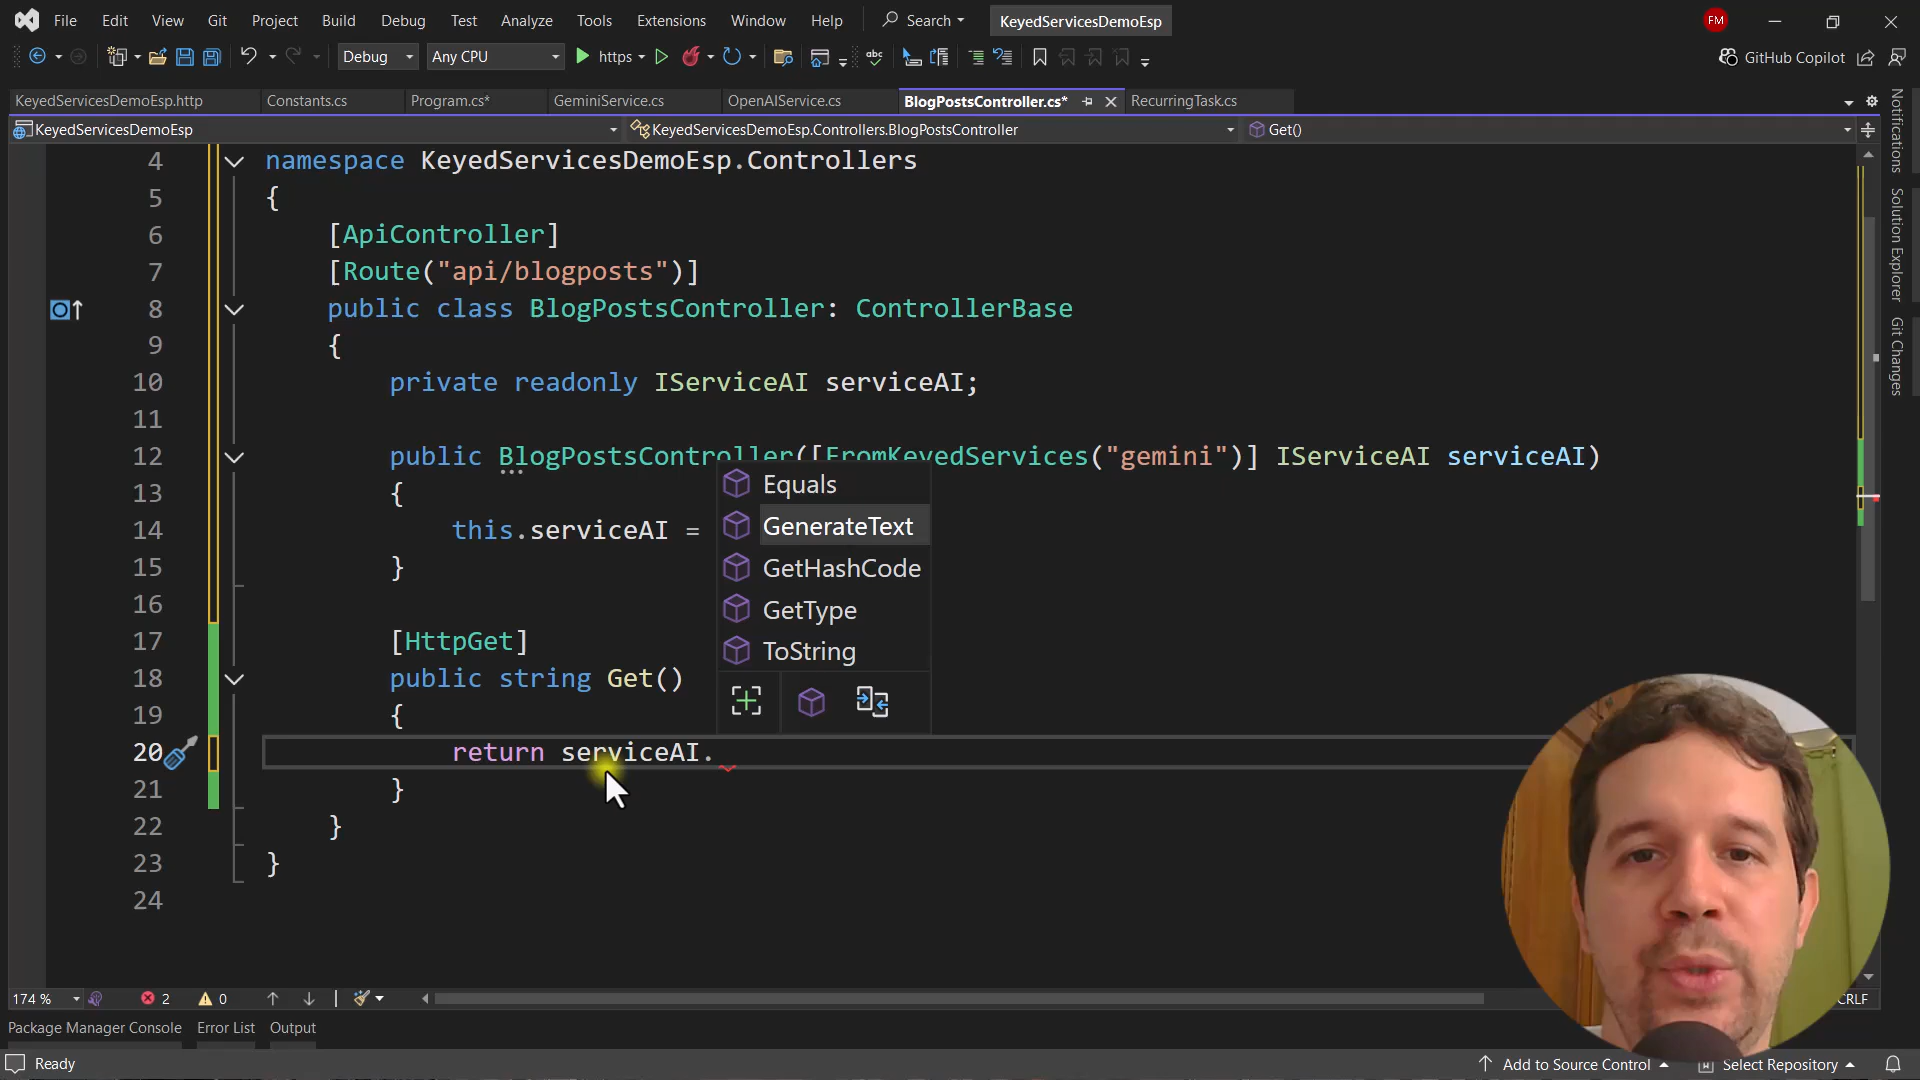 File Edit View Git Project Build Debug Test Analyze Tools Extensions Window Help Search KeyedServicesDemoEsp FM
Debug Any CPU https abc GitHub Copilot
KeyedServicesDemoEsp.http Constants.cs Program.cs* GeminiService.cs OpenAIService.cs BlogPostsController.cs* RecurringTask.cs
KeyedServicesDemoEsp KeyedServicesDemoEsp.Controllers.BlogPostsController Get()
4 namespace KeyedServicesDemoEsp.Controllers
5 {
6 [ApiController]
7 [Route("api/blogposts")]
8 public class BlogPostsController: ControllerBase
9 {
10 private readonly IServiceAI serviceAI;
11
12 public BlogPostsController([FromKeyedServices("gemini")] IServiceAI serviceAI)
13 {
14 this.serviceAI =
15 }
16
17 [HttpGet]
18 public string Get()
19 {
20 return serviceAI.
21 }
22 }
23 }
24
Equals
GenerateText
GetHashCode
GetType
ToString
Notifications
Solution Explorer
Git Changes
174 % 2 0 CRLF
Package Manager Console Error List Output
Ready Add to Source Control Select Repository